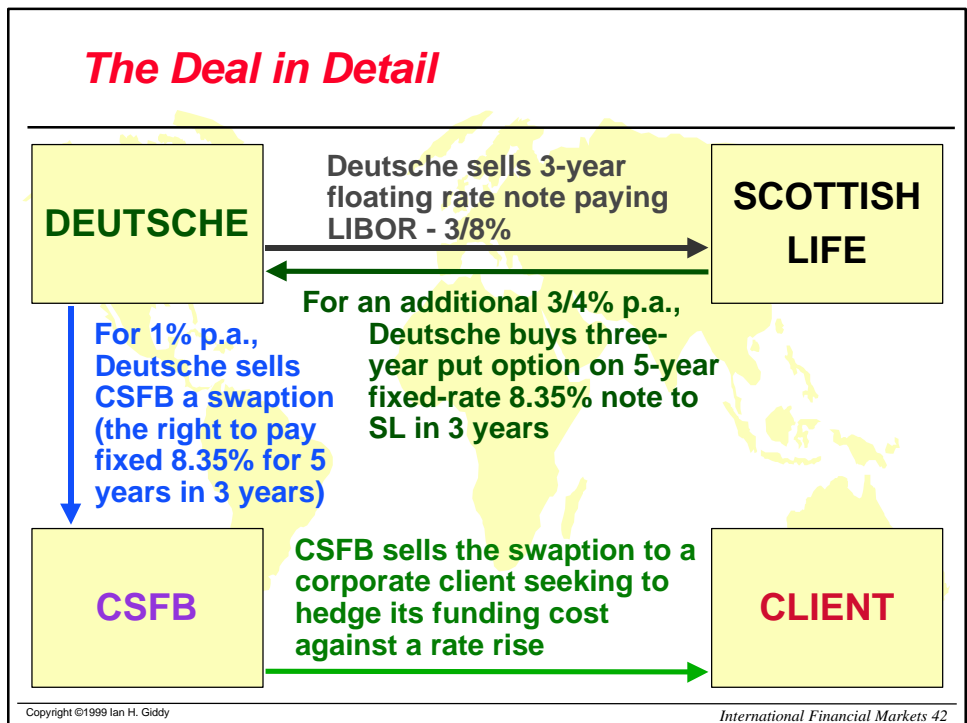 The Deal in Detail
DEUTSCHE
Deutsche sells 3-year
floating rate note paying
LIBOR - 3/8%
SCOTTISH
LIFE
For an additional 3/4% p.a.,
Deutsche buys three-
year put option on 5-year
fixed-rate 8.35% note to
SL in 3 years
For 1% p.a.,
Deutsche sells
CSFB a swaption
(the right to pay
fixed 8.35% for 5
years in 3 years)
CSFB
CSFB sells the swaption to a
corporate client seeking to
hedge its funding cost
against a rate rise
CLIENT
Copyright ©1999 Ian H. Giddy
International Financial Markets 42